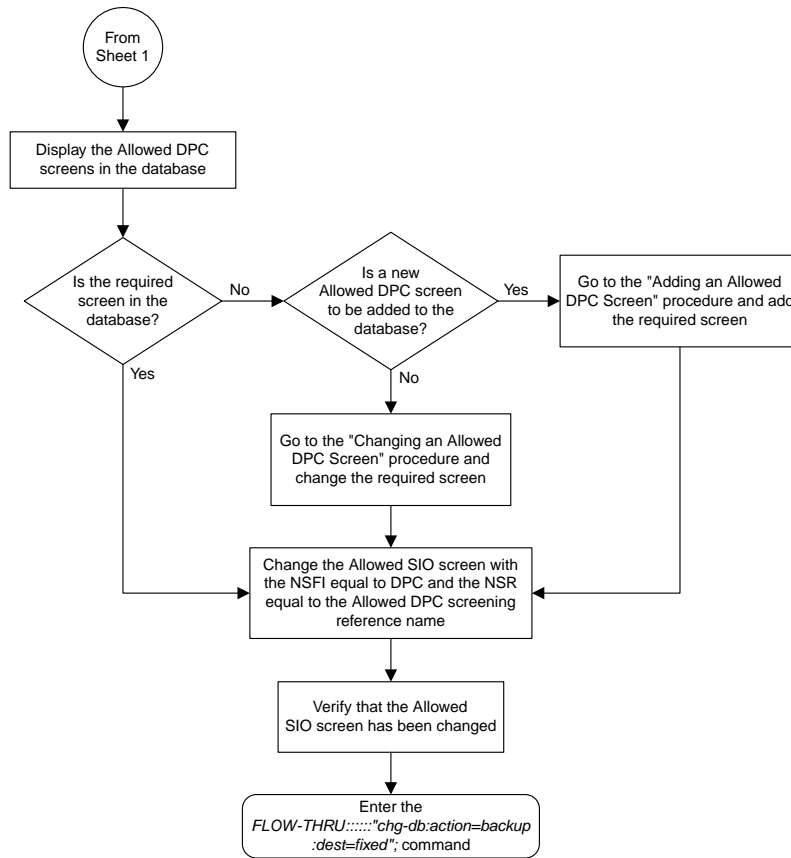 From
Sheet 1
Display the Allowed DPC
screens in the database
Is the required
screen in the
database?
No
Yes
Is a new
Allowed DPC screen
to be added to the
database?
Yes
No
Go to the "Adding an Allowed
DPC Screen" procedure and add
the required screen
Go to the "Changing an Allowed
DPC Screen" procedure and
change the required screen
Change the Allowed SIO screen with
the NSFI equal to DPC and the NSR
equal to the Allowed DPC screening
reference name
Verify that the Allowed
SIO screen has been changed
Enter the
FLOW-THRU::::::"chg-db:action=backup
:dest=fixed"; command